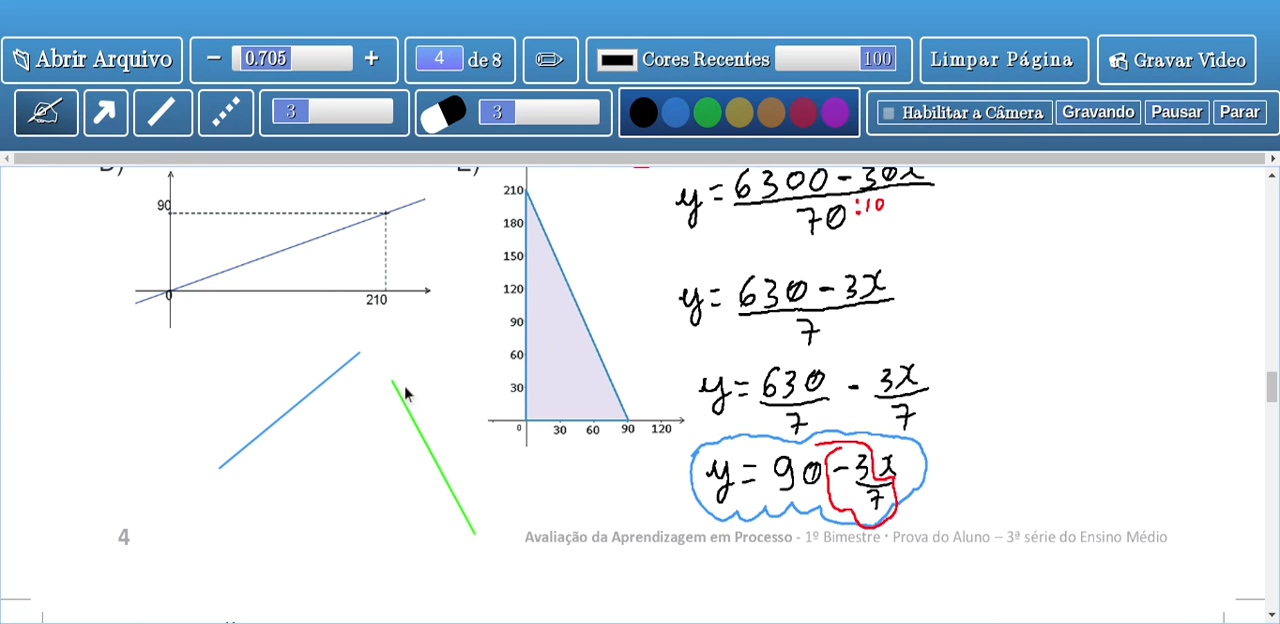 Abrir Arquivo − 0.705 + 4 de 8 Cores Recentes 100 Limpar Página Gravar Video
3 3 Habilitar a Câmera Gravando Pausar Parar
90
0
210
210
180
150
120
90
60
30
0 30 60 90 120
y = 6300 - 30x
70 :10
y = 630 - 3x
7
y = 630 - 3x
7 7
y = 90 - 3x
7
4 Avaliação da Aprendizagem em Processo - 1º Bimestre · Prova do Aluno – 3ª série do Ensino Médio